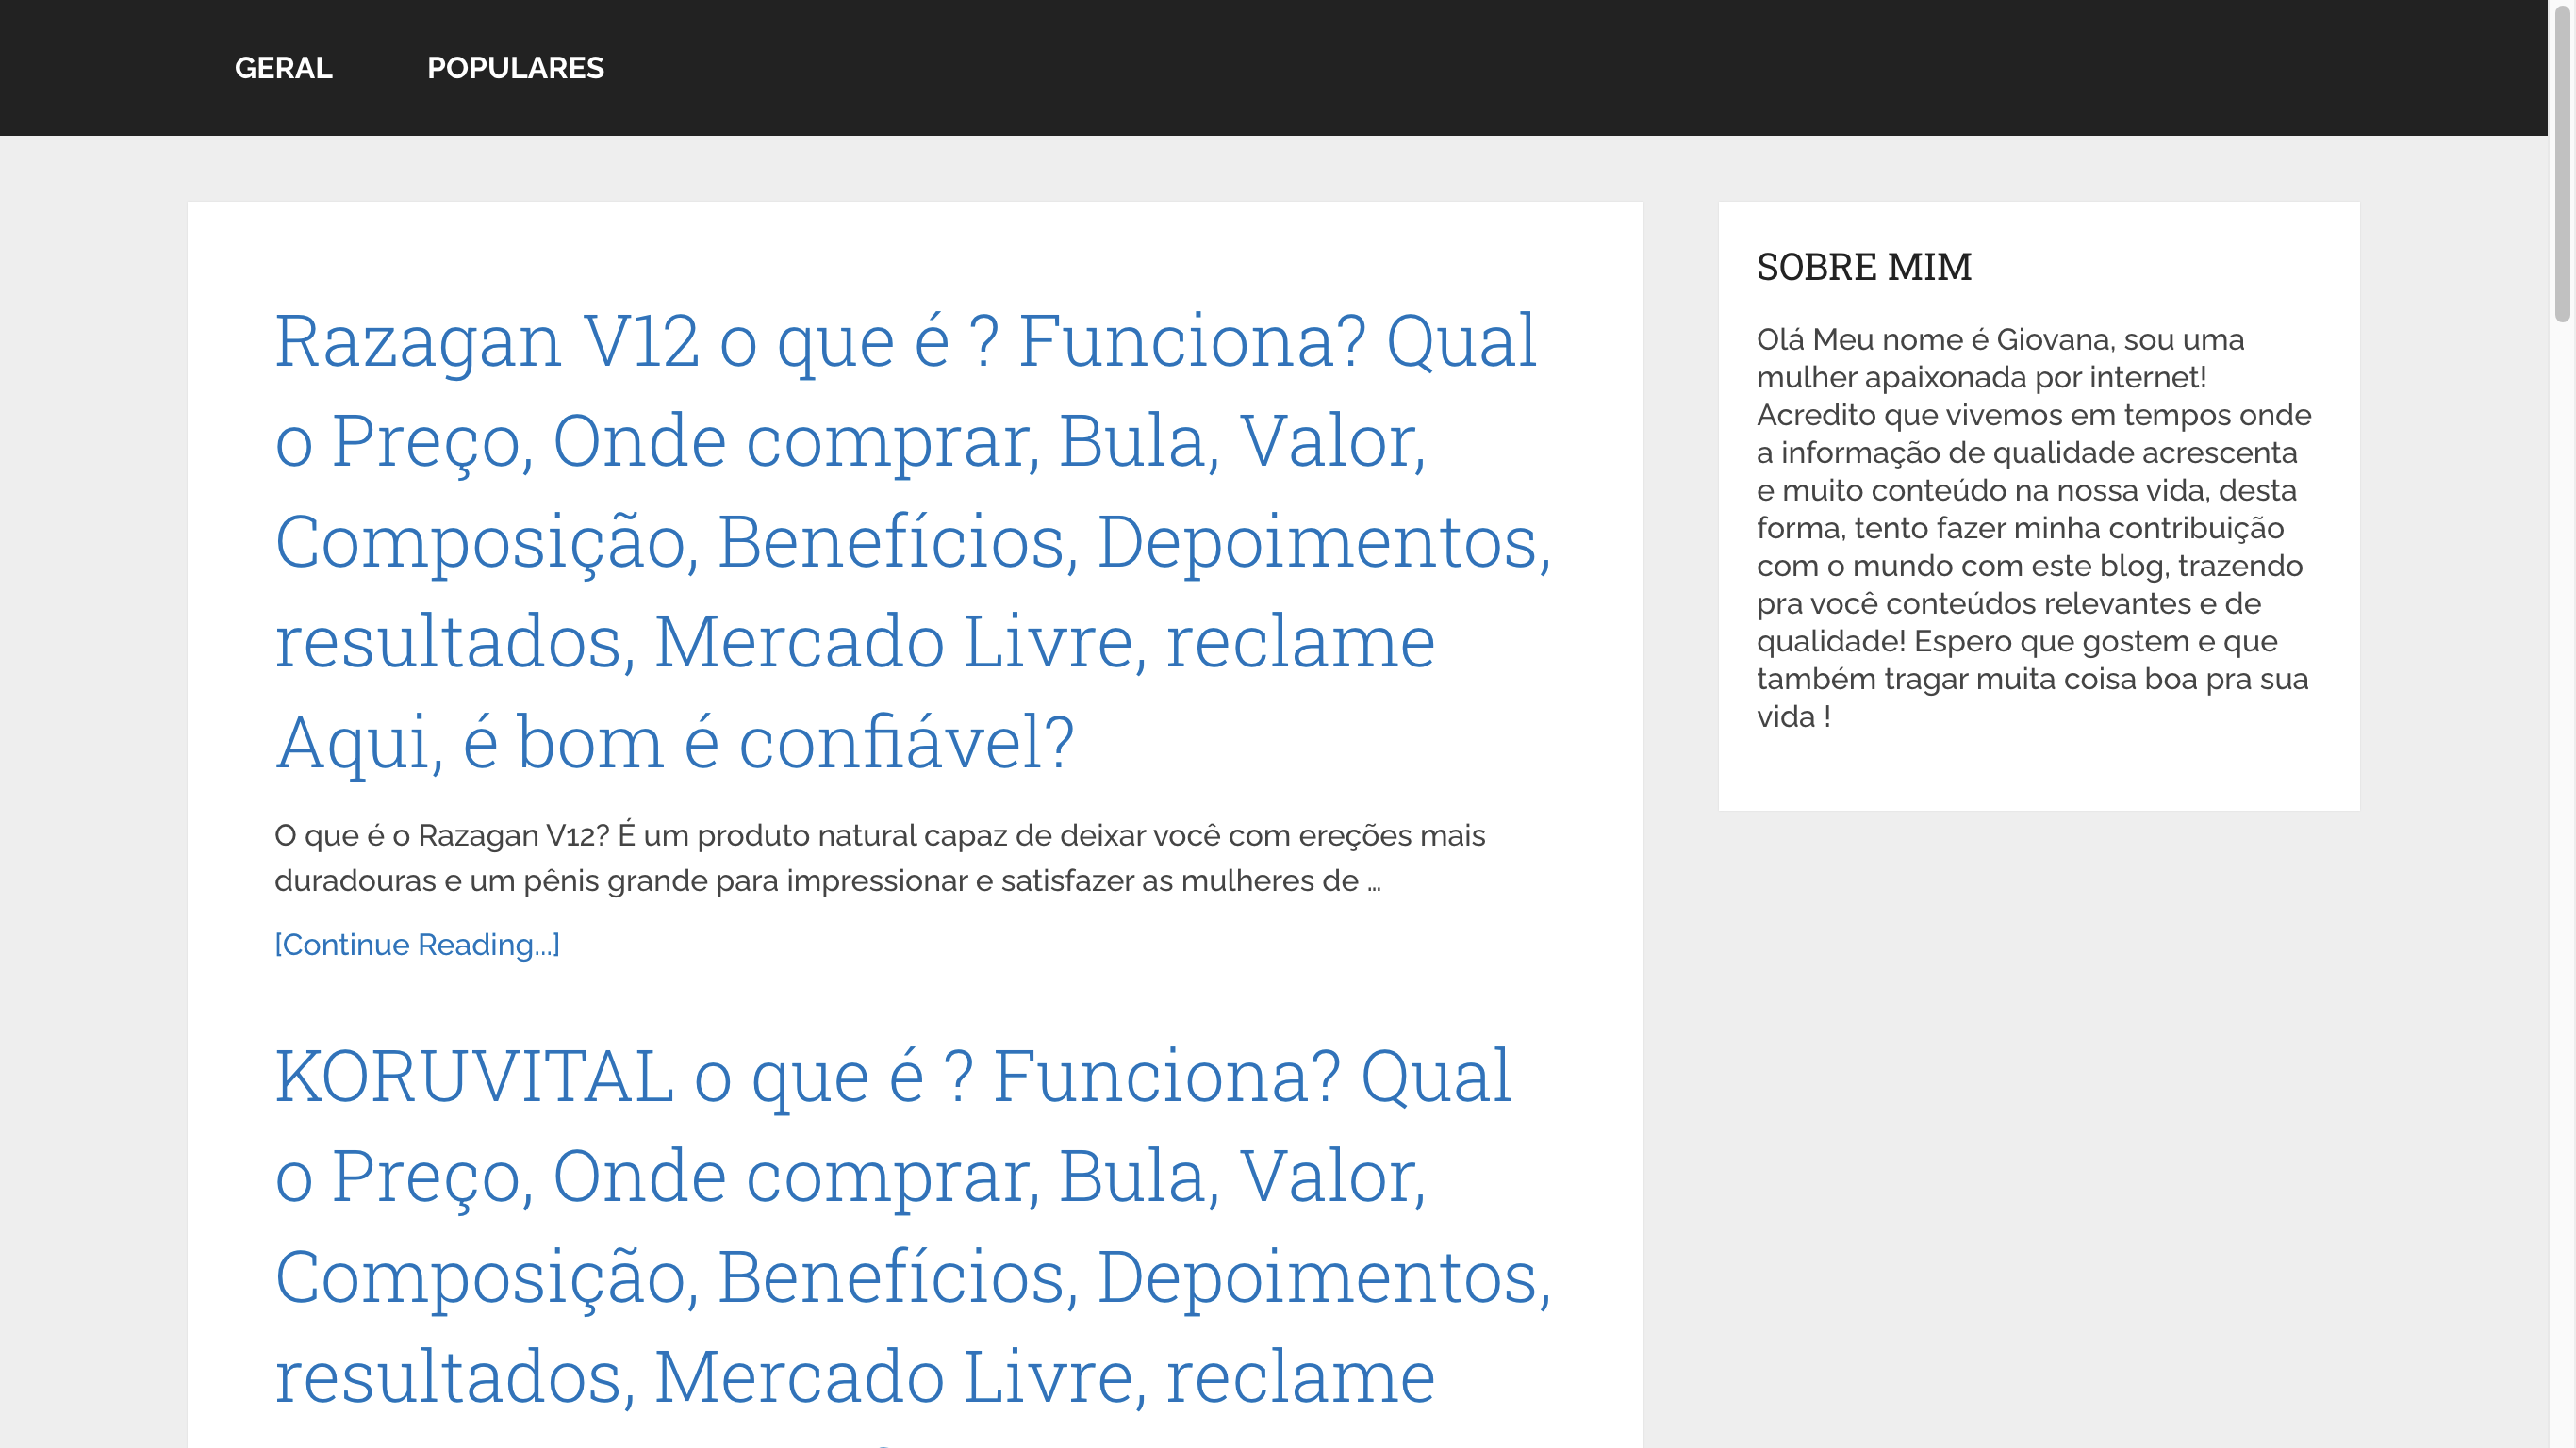 GERAL POPULARES
Razagan V12 o que é ? Funciona? Qual
o Preço, Onde comprar, Bula, Valor,
Composição, Benefícios, Depoimentos,
resultados, Mercado Livre, reclame
Aqui, é bom é confiável?
O que é o Razagan V12? É um produto natural capaz de deixar você com ereções mais
duradouras e um pênis grande para impressionar e satisfazer as mulheres de …
[Continue Reading...]
KORUVITAL o que é ? Funciona? Qual
o Preço, Onde comprar, Bula, Valor,
Composição, Benefícios, Depoimentos,
resultados, Mercado Livre, reclame
SOBRE MIM
Olá Meu nome é Giovana, sou uma
mulher apaixonada por internet!
Acredito que vivemos em tempos onde
a informação de qualidade acrescenta
e muito conteúdo na nossa vida, desta
forma, tento fazer minha contribuição
com o mundo com este blog, trazendo
pra você conteúdos relevantes e de
qualidade! Espero que gostem e que
também tragar muita coisa boa pra sua
vida !